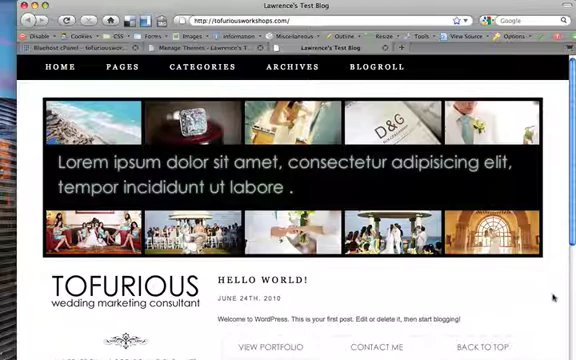 Lawrence's Test Blog
http://tofuriousworkshops.com/
Google
Disable Cookies CSS Forms Images Information Resize Tools View Source Options
Bluehost cPanel - tofuriouswor... Manage Themes ‹ Lawrence's T... Lawrence's Test Blog
HOME PAGES CATEGORIES ARCHIVES BLOGROLL
D&G
Lorem ipsum dolor sit amet, consectetur adipisicing elit,
tempor incididunt ut labore .
TOFURIOUS
wedding marketing consultant
HELLO WORLD!
JUNE 24TH, 2010
Welcome to WordPress. This is your first post. Edit or delete it, then start blogging!
VIEW PORTFOLIO CONTACT ME BACK TO TOP